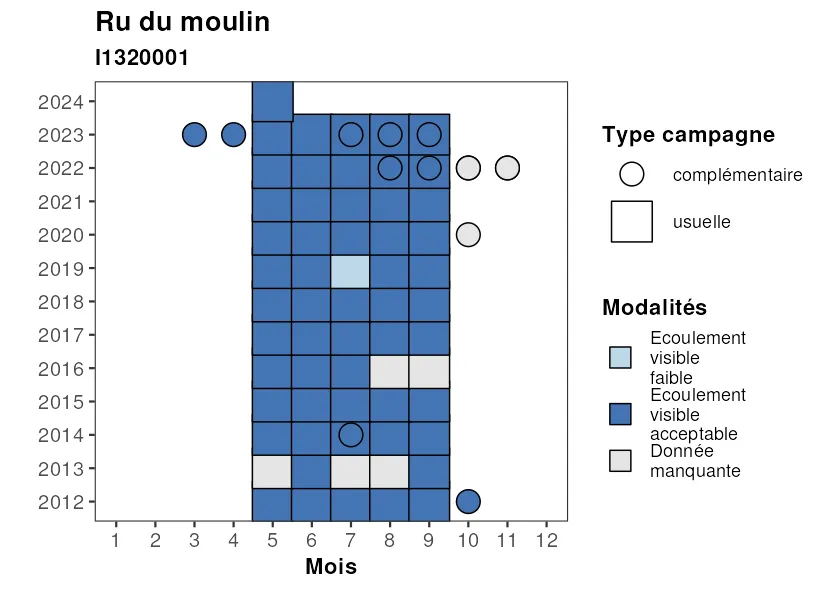 Ru du moulin
I1320001
2024
2023
2022
2021
2020
2019
2018
2017
2016
2015
2014
2013
2012
1 2 3 4 5 6 7 8 9 10 11 12
Mois
Type campagne
complémentaire
usuelle
Modalités
Ecoulement
visible
faible
Ecoulement
visible
acceptable
Donnée
manquante